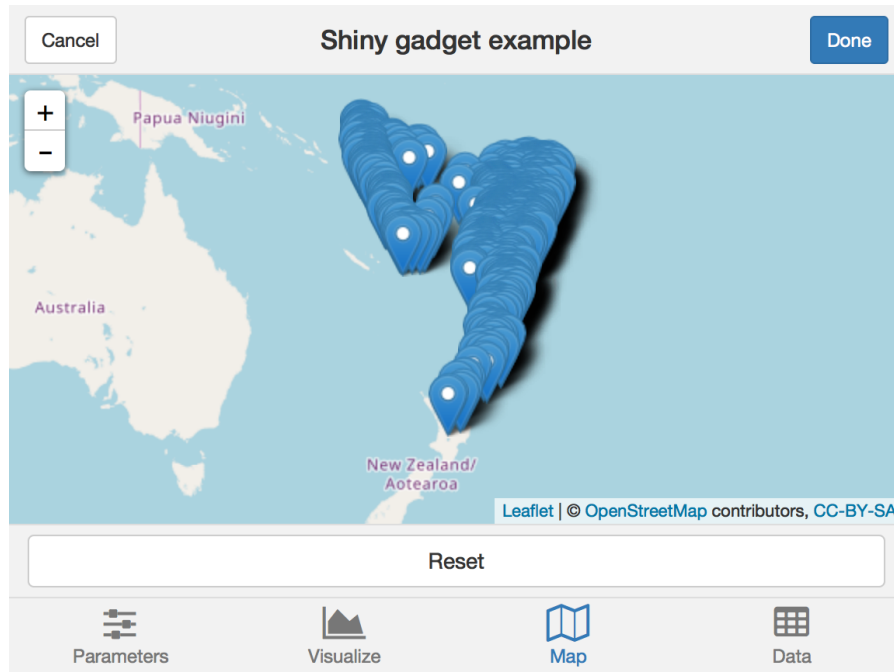 Cancel
Shiny gadget example
Done
+
−
Papua Niugini
Australia
New Zealand/
Aotearoa
Leaflet | © OpenStreetMap contributors, CC-BY-SA
Reset
Parameters
Visualize
Map
Data